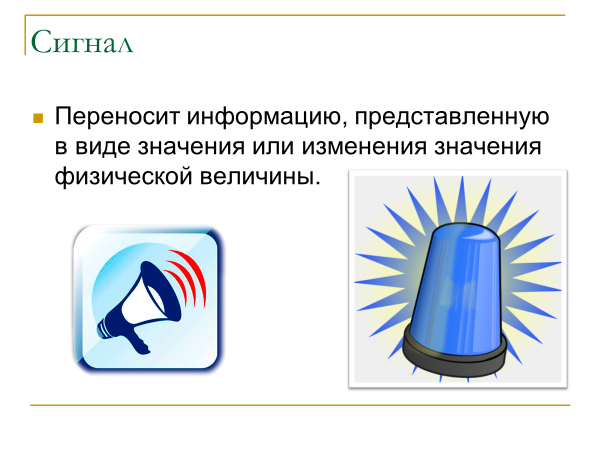 Сигнал
Переносит информацию, представленную
в виде значения или изменения значения
физической величины.